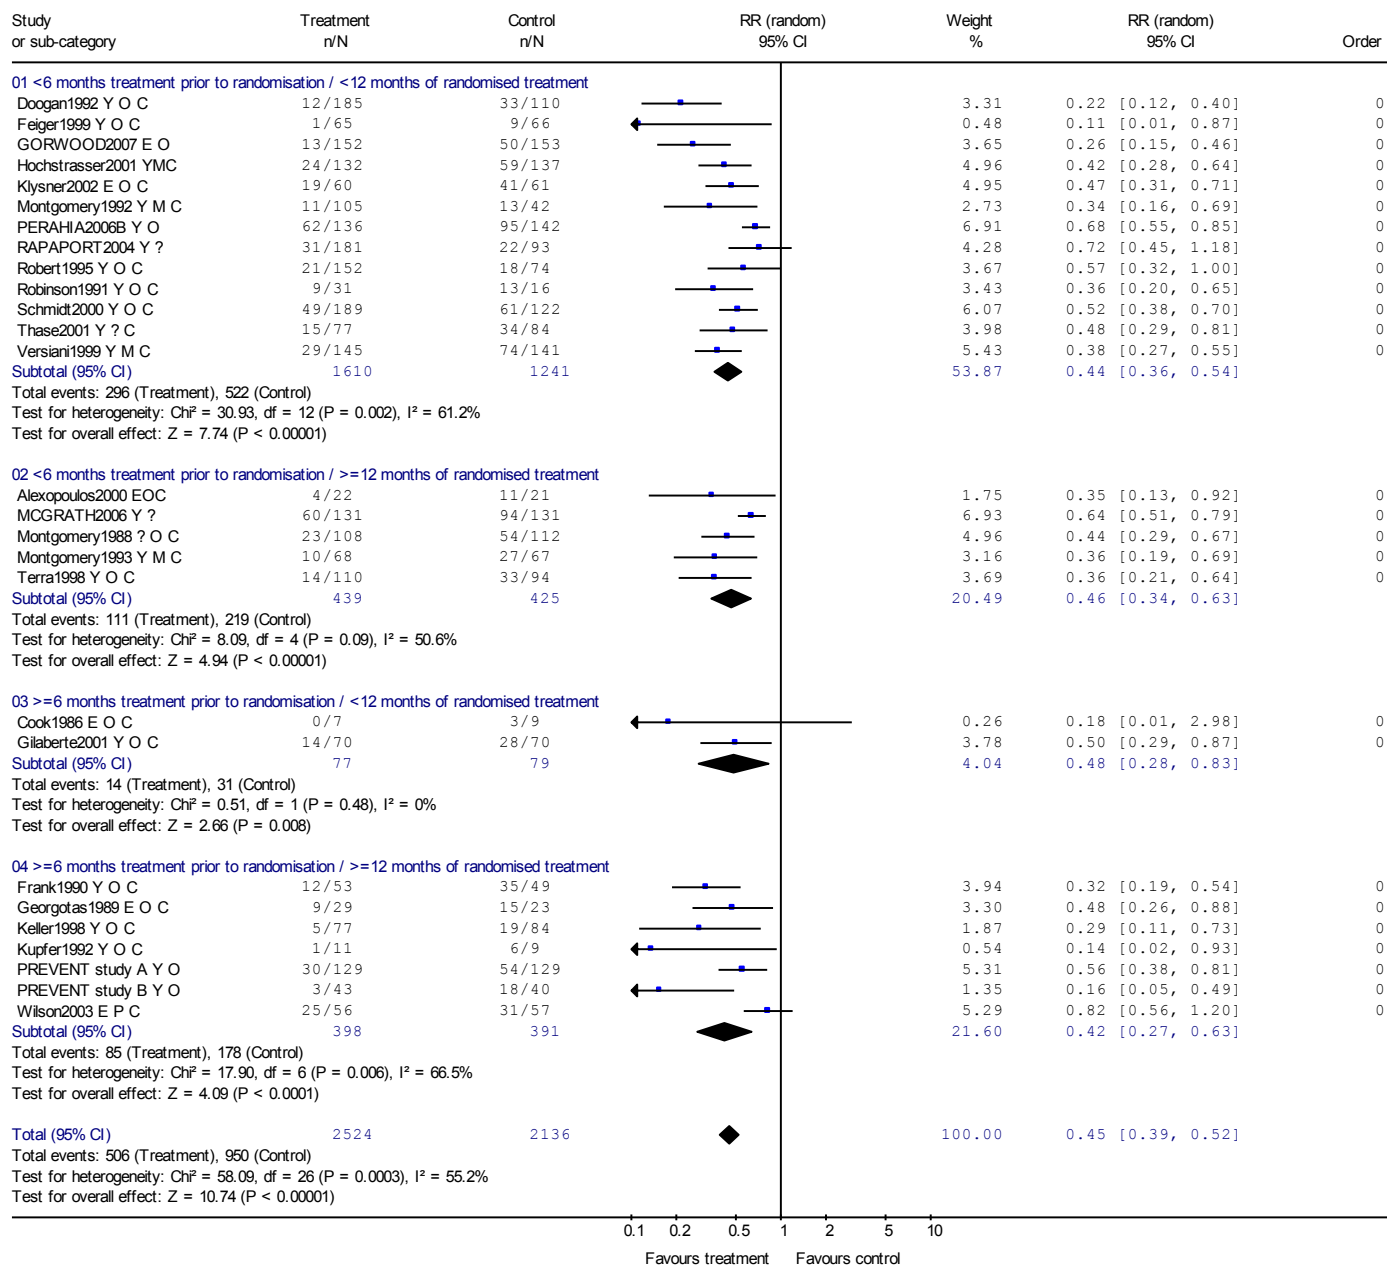 Study Treatment Control RR (random) Weight RR (random)
or sub-category n/N n/N 95% CI % 95% CI Order
01 <6 months treatment prior to randomisation / <12 months of randomised treatment
Doogan1992 Y O C 12/185 33/110 3.31 0.22 [0.12, 0.40] 0
Feiger1999 Y O C 1/65 9/66 0.48 0.11 [0.01, 0.87] 0
GORWOOD2007 E O 13/152 50/153 3.65 0.26 [0.15, 0.46] 0
Hochstrasser2001 YMC 24/132 59/137 4.96 0.42 [0.28, 0.64] 0
Klysner2002 E O C 19/60 41/61 4.95 0.47 [0.31, 0.71] 0
Montgomery1992 Y M C 11/105 13/42 2.73 0.34 [0.16, 0.69] 0
PERAHIA2006B Y O 62/136 95/142 6.91 0.68 [0.55, 0.85] 0
RAPAPORT2004 Y ? 31/181 22/93 4.28 0.72 [0.45, 1.18] 0
Robert1995 Y O C 21/152 18/74 3.67 0.57 [0.32, 1.00] 0
Robinson1991 Y O C 9/31 13/16 3.43 0.36 [0.20, 0.65] 0
Schmidt2000 Y O C 49/189 61/122 6.07 0.52 [0.38, 0.70] 0
Thase2001 Y ? C 15/77 34/84 3.98 0.48 [0.29, 0.81] 0
Versiani1999 Y M C 29/145 74/141 5.43 0.38 [0.27, 0.55] 0
Subtotal (95% CI) 1610 1241 53.87 0.44 [0.36, 0.54]
Total events: 296 (Treatment), 522 (Control)
Test for heterogeneity: Chi² = 30.93, df = 12 (P = 0.002), I² = 61.2%
Test for overall effect: Z = 7.74 (P < 0.00001)
02 <6 months treatment prior to randomisation / >=12 months of randomised treatment
Alexopoulos2000 EOC 4/22 11/21 1.75 0.35 [0.13, 0.92] 0
MCGRATH2006 Y ? 60/131 94/131 6.93 0.64 [0.51, 0.79] 0
Montgomery1988 ? O C 23/108 54/112 4.96 0.44 [0.29, 0.67] 0
Montgomery1993 Y M C 10/68 27/67 3.16 0.36 [0.19, 0.69] 0
Terra1998 Y O C 14/110 33/94 3.69 0.36 [0.21, 0.64] 0
Subtotal (95% CI) 439 425 20.49 0.46 [0.34, 0.63]
Total events: 111 (Treatment), 219 (Control)
Test for heterogeneity: Chi² = 8.09, df = 4 (P = 0.09), I² = 50.6%
Test for overall effect: Z = 4.94 (P < 0.00001)
03 >=6 months treatment prior to randomisation / <12 months of randomised treatment
Cook1986 E O C 0/7 3/9 0.26 0.18 [0.01, 2.98] 0
Gilaberte2001 Y O C 14/70 28/70 3.78 0.50 [0.29, 0.87] 0
Subtotal (95% CI) 77 79 4.04 0.48 [0.28, 0.83]
Total events: 14 (Treatment), 31 (Control)
Test for heterogeneity: Chi² = 0.51, df = 1 (P = 0.48), I² = 0%
Test for overall effect: Z = 2.66 (P = 0.008)
04 >=6 months treatment prior to randomisation / >=12 months of randomised treatment
Frank1990 Y O C 12/53 35/49 3.94 0.32 [0.19, 0.54] 0
Georgotas1989 E O C 9/29 15/23 3.30 0.48 [0.26, 0.88] 0
Keller1998 Y O C 5/77 19/84 1.87 0.29 [0.11, 0.73] 0
Kupfer1992 Y O C 1/11 6/9 0.54 0.14 [0.02, 0.93] 0
PREVENT study A Y O 30/129 54/129 5.31 0.56 [0.38, 0.81] 0
PREVENT study B Y O 3/43 18/40 1.35 0.16 [0.05, 0.49] 0
Wilson2003 E P C 25/56 31/57 5.29 0.82 [0.56, 1.20] 0
Subtotal (95% CI) 398 391 21.60 0.42 [0.27, 0.63]
Total events: 85 (Treatment), 178 (Control)
Test for heterogeneity: Chi² = 17.90, df = 6 (P = 0.006), I² = 66.5%
Test for overall effect: Z = 4.09 (P < 0.0001)
Total (95% CI) 2524 2136 100.00 0.45 [0.39, 0.52]
Total events: 506 (Treatment), 950 (Control)
Test for heterogeneity: Chi² = 58.09, df = 26 (P = 0.0003), I² = 55.2%
Test for overall effect: Z = 10.74 (P < 0.00001)
0.1 0.2 0.5 1 2 5 10
Favours treatment Favours control